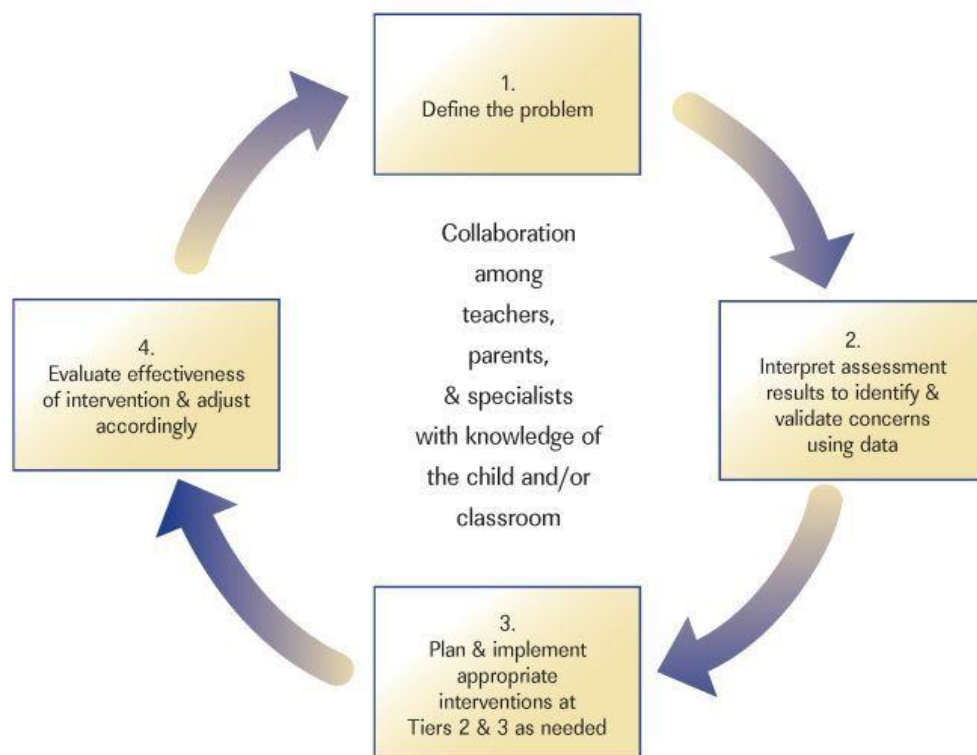 1.
Define the problem
Collaboration
among
teachers,
parents,
& specialists
with knowledge of
the child and/or
classroom
2.
Interpret assessment
results to identify &
validate concerns
using data
3.
Plan & implement
appropriate
interventions at
Tiers 2 & 3 as needed
4.
Evaluate effectiveness
of intervention & adjust
accordingly